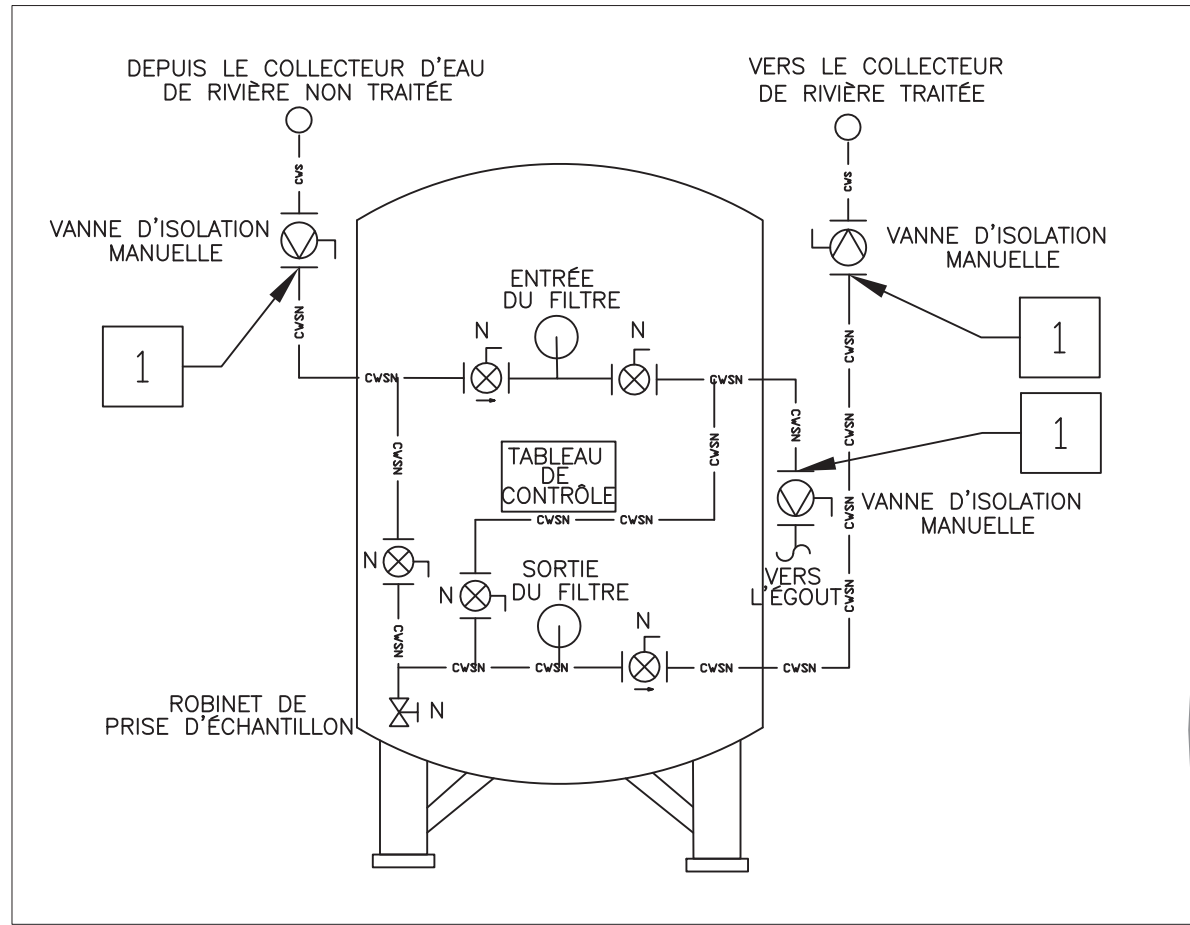 DEPUIS LE COLLECTEUR D'EAU
DE RIVIÈRE NON TRAITÉE
VERS LE COLLECTEUR
DE RIVIÈRE TRAITÉE
CWS
CWS
VANNE D'ISOLATION
MANUELLE
VANNE D'ISOLATION
MANUELLE
ENTRÉE
DU FILTRE
CWSN
1
1
N
N
CWSN
CWSN
CWSN
CWSN
CWSN
CWSN
CWSN
CWSN
1
TABLEAU
DE
CONTRÔLE
VANNE D'ISOLATION
MANUELLE
CWSN
CWSN
CWSN
N
SORTIE
DU FILTRE
VERS
L'ÉGOUT
N
CWSN
N
CWSN
CWSN
CWSN
CWSN
CWSN
ROBINET DE
PRISE D'ÉCHANTILLON
N